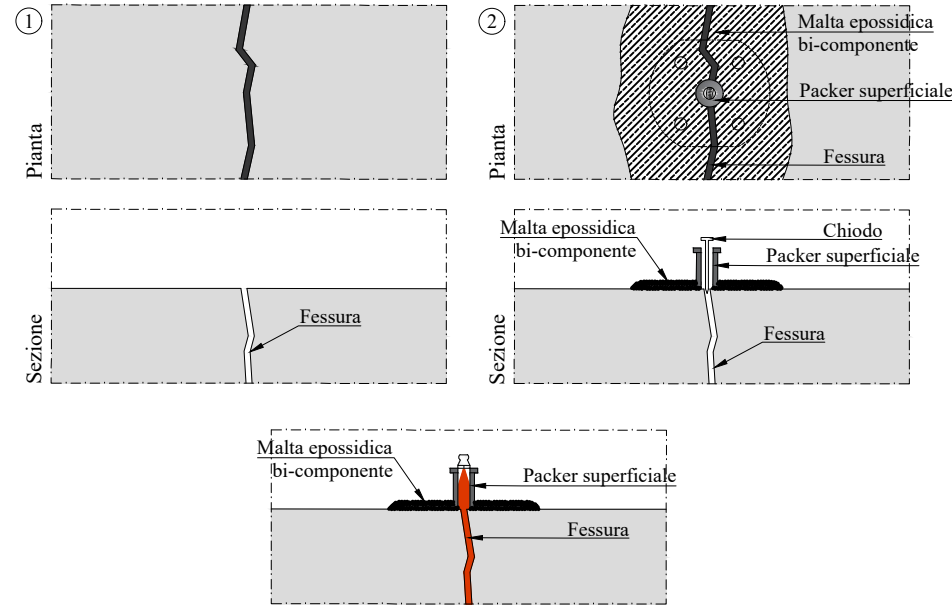 1
Pianta
Sezione
Fessura
2
Pianta
Malta epossidica
bi-componente
Packer superficiale
Fessura
Sezione
Malta epossidica
bi-componente
Chiodo
Packer superficiale
Fessura
Malta epossidica
bi-componente
Packer superficiale
Fessura